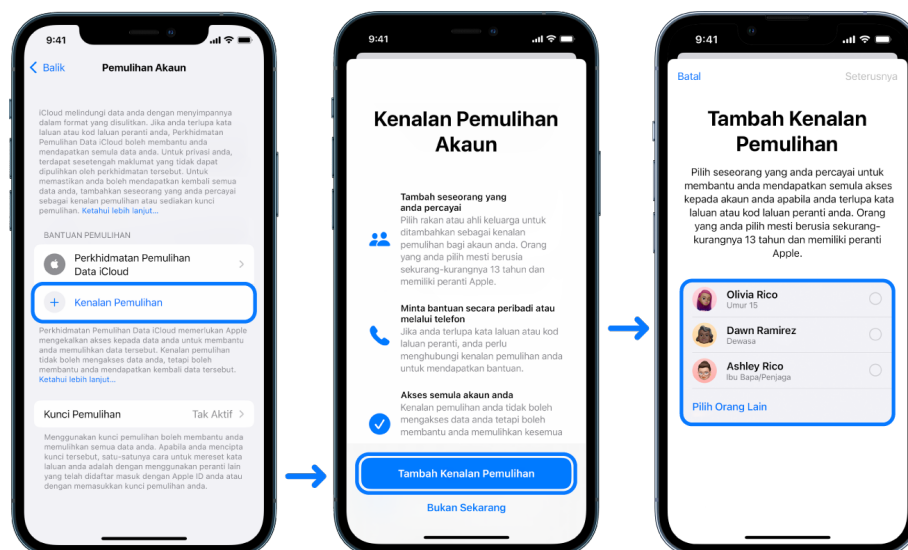 9:41
Balik
Pemulihan Akaun
iCloud melindungi data anda dengan menyimpannya
dalam format yang disulitkan. Jika anda terlupa kata
laluan atau kod laluan peranti anda, Perkhidmatan
Pemulihan Data iCloud boleh membantu anda
mendapatkan semula data anda. Untuk privasi anda,
terdapat sesetengah maklumat yang tidak dapat
dipulihkan oleh perkhidmatan tersebut. Untuk
memastikan anda boleh mendapatkan kembali semua
data anda, tambahkan seseorang yang anda percayai
sebagai kenalan pemulihan atau sediakan kunci
pemulihan. Ketahui lebih lanjut...
BANTUAN PEMULIHAN
Perkhidmatan Pemulihan
Data iCloud
Kenalan Pemulihan
Perkhidmatan Pemulihan Data iCloud memerlukan Apple
mengekalkan akses kepada data anda untuk membantu
anda memulihkan data tersebut. Kenalan pemulihan
tidak boleh mengakses data anda, tetapi boleh
membantu anda mendapatkan kembali data tersebut.
Ketahui lebih lanjut...
Kunci Pemulihan Tak Aktif
Menggunakan kunci pemulihan boleh membantu anda
memulihkan semua data anda. Apabila anda mencipta
kunci tersebut, satu-satunya cara untuk mereset kata
laluan anda adalah dengan menggunakan peranti lain
yang telah didaftar masuk dengan Apple ID anda atau
dengan memasukkan kunci pemulihan anda.
9:41
Kenalan Pemulihan
Akaun
Tambah seseorang yang
anda percayai
Pilih rakan atau ahli keluarga untuk
ditambahkan sebagai kenalan
pemulihan bagi akaun anda. Orang
yang anda pilih mesti berusia
sekurang-kurangnya 13 tahun dan
memiliki peranti Apple.
Minta bantuan secara peribadi atau
melalui telefon
Jika anda terlupa kata laluan atau kod
laluan peranti, anda perlu
menghubungi kenalan pemulihan anda
untuk mendapatkan bantuan.
Akses semula akaun anda
Kenalan pemulihan anda tidak boleh
mengakses data anda tetapi boleh
membantu anda memulihkan kesemua
Tambah Kenalan Pemulihan
Bukan Sekarang
9:41
Batal
Seterusnya
Tambah Kenalan
Pemulihan
Pilih seseorang yang anda percayai untuk
membantu anda mendapatkan semula akses
kepada akaun anda apabila anda terlupa kata
laluan atau kod laluan peranti anda. Orang
yang anda pilih mesti berusia sekurang-
kurangnya 13 tahun dan memiliki peranti
Apple.
Olivia Rico
Umur 15
Dawn Ramirez
Dewasa
Ashley Rico
Ibu Bapa/Penjaga
Pilih Orang Lain